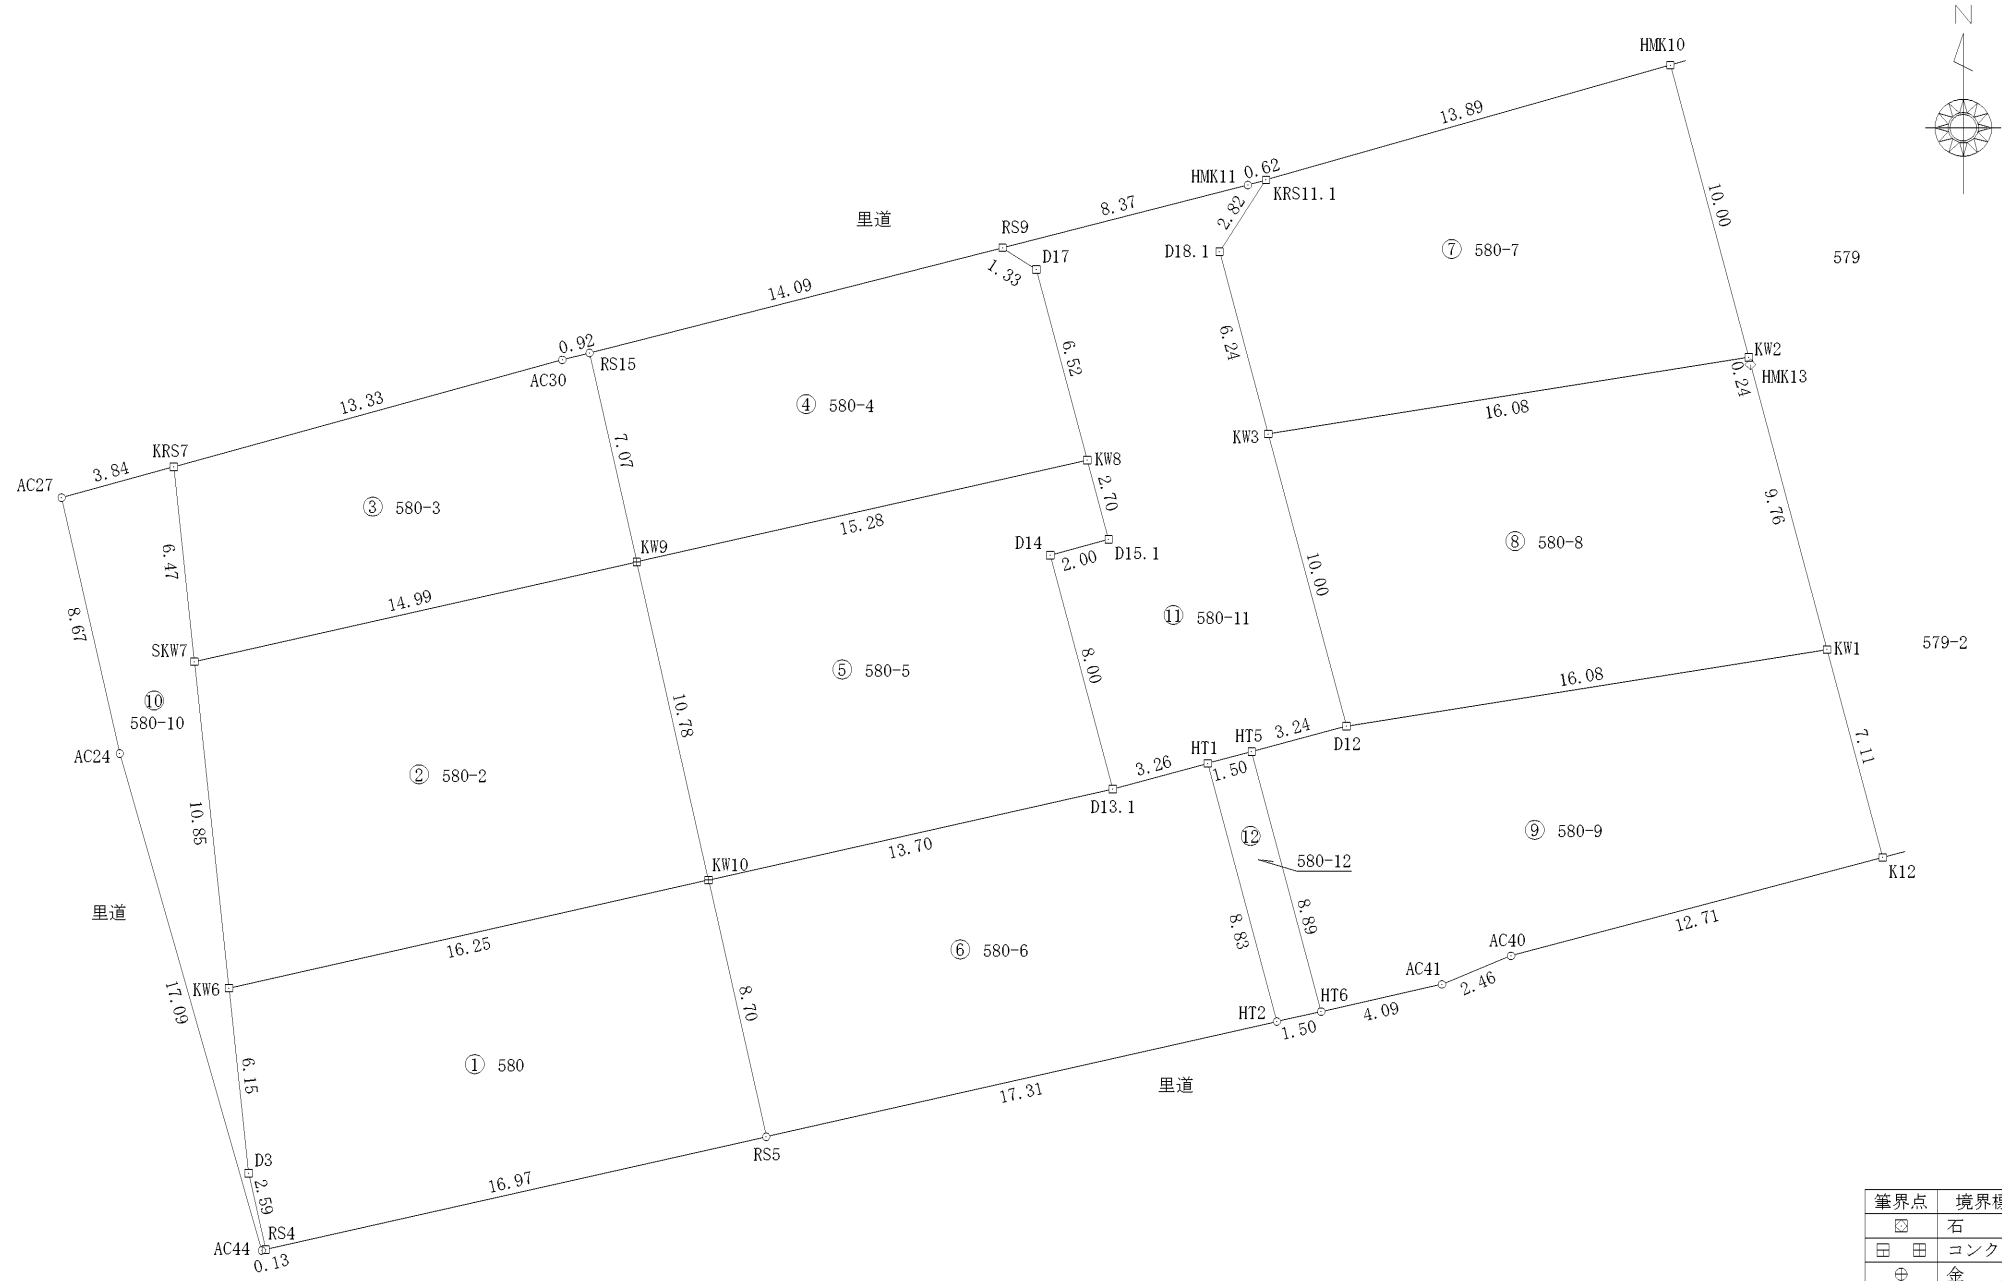 N
HMK10
13.89
HMK11
0.62
KRS11.1
8.37
2.82
10.00
里道
RS9
D17
1.33
D18.1
⑦ 580-7
579
14.09
0.92
RS15
AC30
6.52
6.24
KW2
0.24
HMK13
13.33
④ 580-4
16.08
KW3
7.07
KRS7
3.84
AC27
KW8
2.70
③ 580-3
15.28
9.76
6.47
KW9
D14
2.00
D15.1
⑧ 580-8
10.00
14.99
8.67
⑪ 580-11
SKW7
⑤ 580-5
8.00
KW1
579-2
⑩
580-10
10.78
16.08
AC24
HT5
3.24
D12
HT1
1.50
3.26
7.11
② 580-2
D13.1
10.85
⑫
580-12
⑨ 580-9
13.70
KW10
K12
里道
8.83
8.89
12.71
16.25
⑥ 580-6
AC40
AC41
2.46
KW6
17.09
8.70
HT6
HT2
1.50
4.09
6.15
① 580
17.31
里道
RS5
D3
2.59
16.97
RS4
AC44
0.13
筆界点 境界標
石
コンク
金